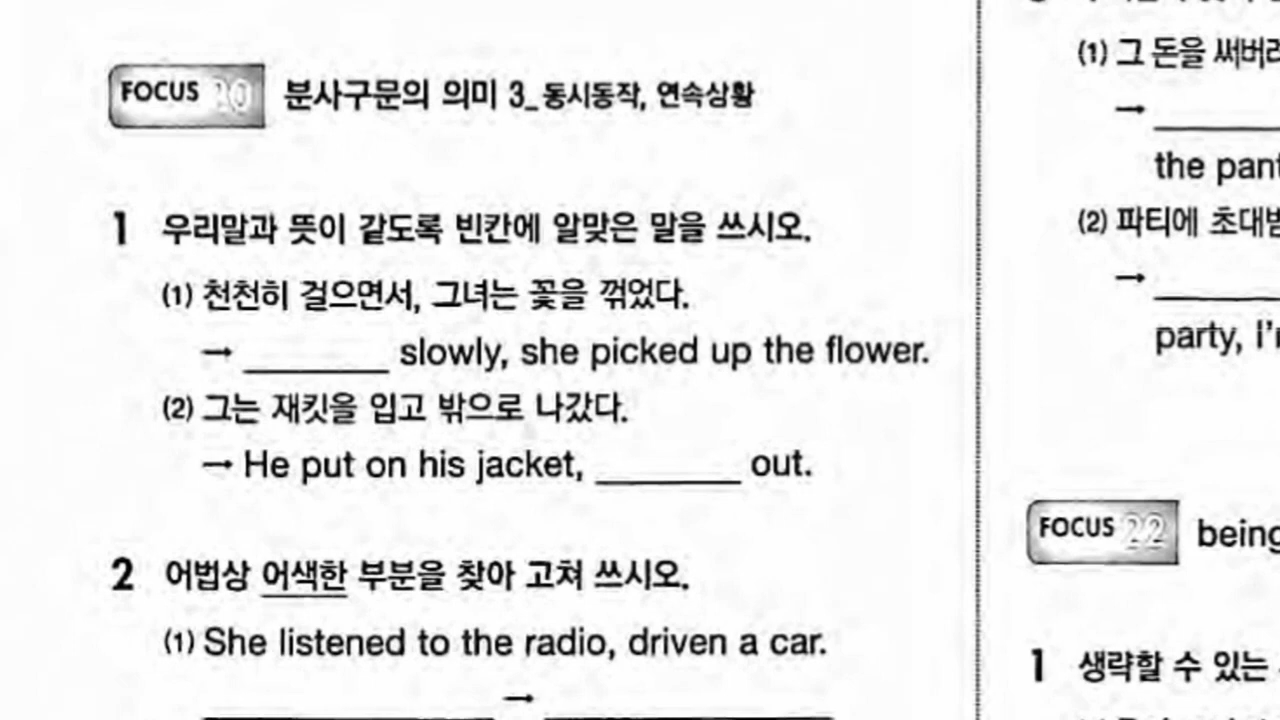 FOCUS 20 분사구문의 의미 3_동시동작, 연속상황
1 우리말과 뜻이 같도록 빈칸에 알맞은 말을 쓰시오.
(1) 천천히 걸으면서, 그녀는 꽃을 꺾었다.
→ ________ slowly, she picked up the flower.
(2) 그는 재킷을 입고 밖으로 나갔다.
→ He put on his jacket, ________ out.
2 어법상 어색한 부분을 찾아 고쳐 쓰시오.
(1) She listened to the radio, driven a car.
________ → ________
(1) 그 돈을
→ ________
the
(2) 파티에
→ ________
party,
FOCUS 22 being
1 생략할 수 있는